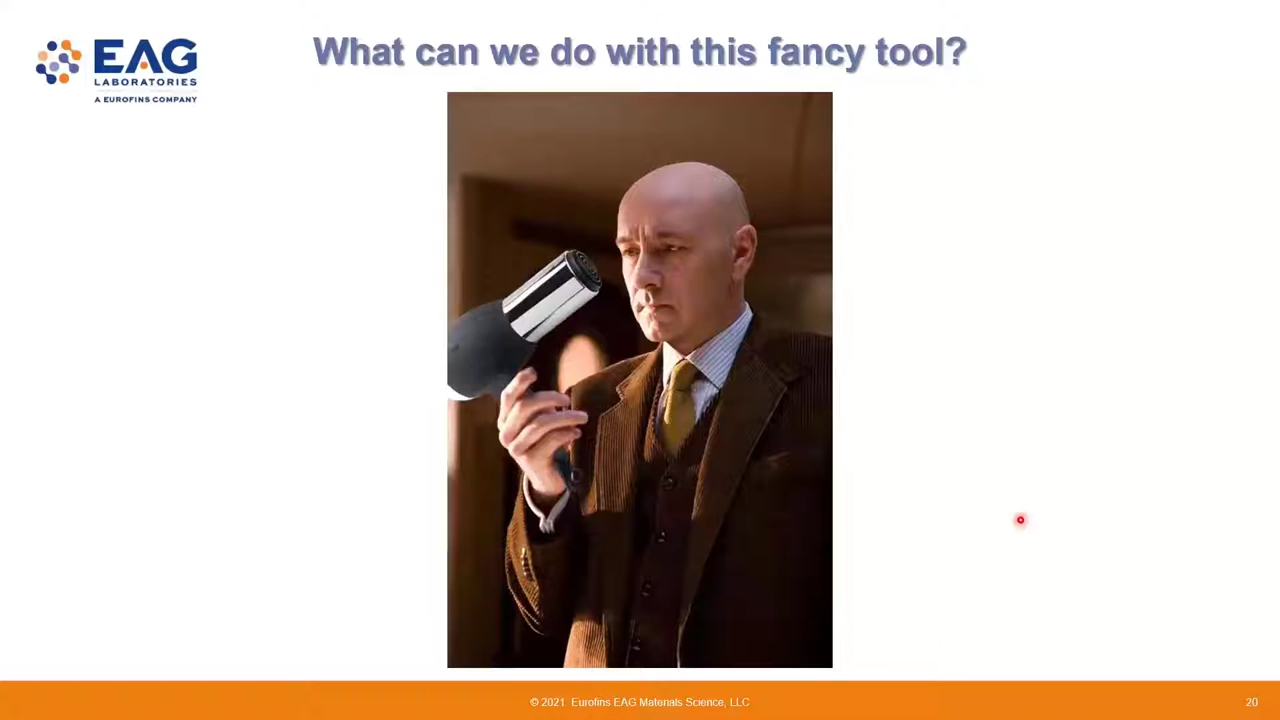 What can we do with this fancy tool?
EAG
LABORATORIES
A EUROFINS COMPANY
© 2021 Eurofins EAG Materials Science, LLC
20